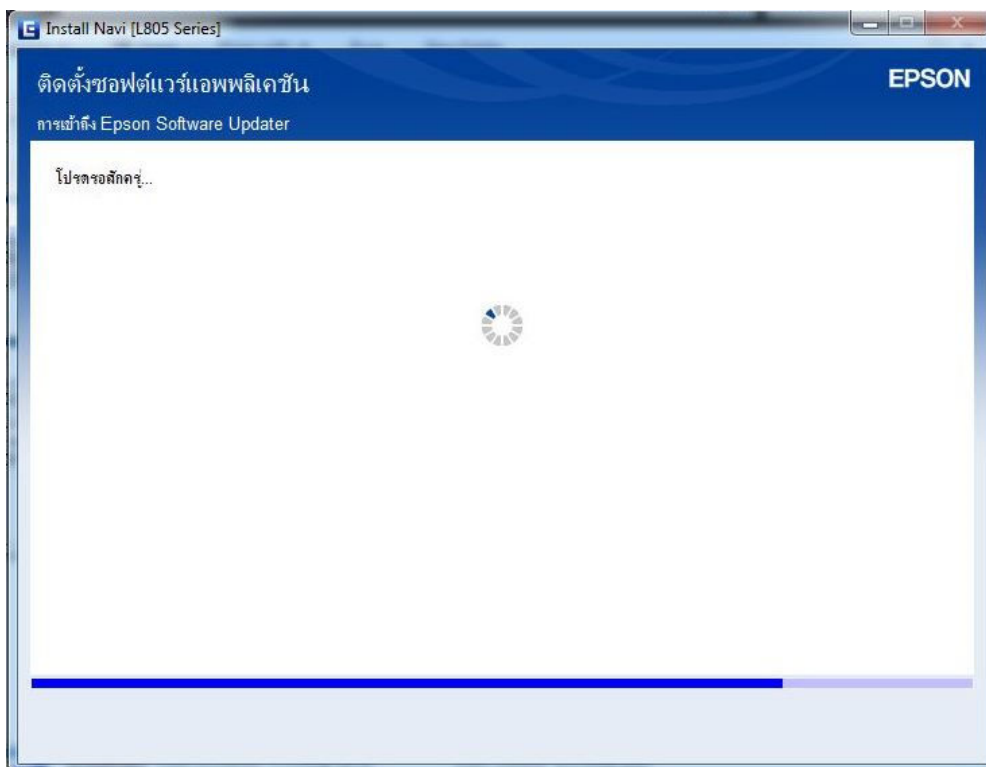 Install Navi [L805 Series]
ติดตั้งซอฟต์แวร์แอพพลิเคชัน
EPSON
การเข้าถึง Epson Software Updater
โปรดรอสักครู่...